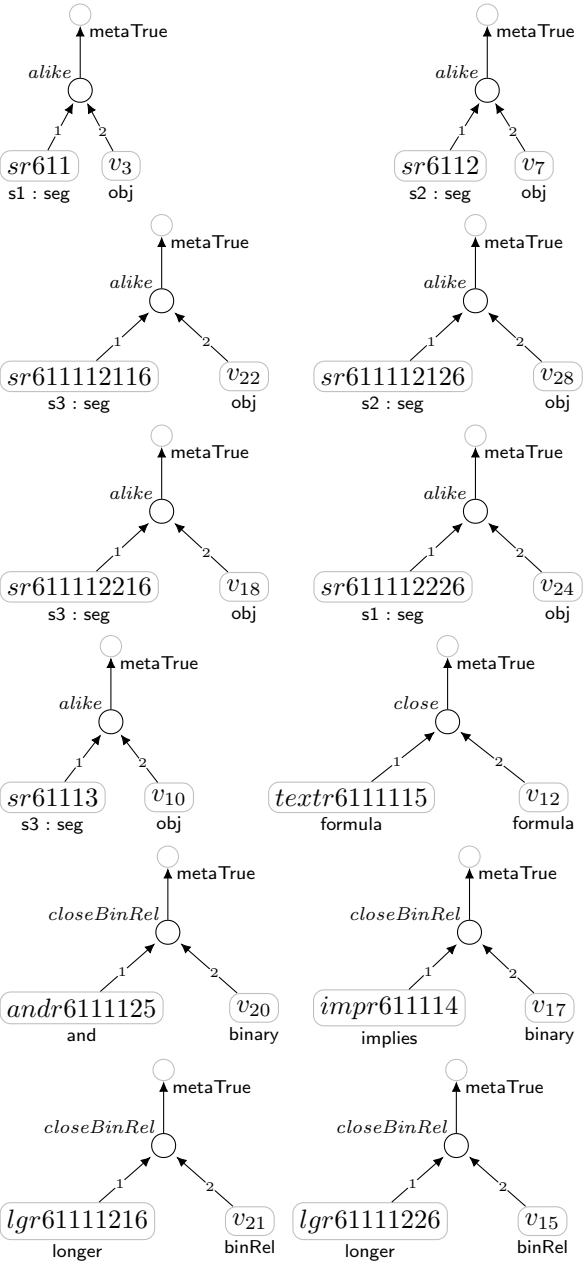 metaTrue metaTrue
alike alike
1 2 1 2
sr611 v3 sr6112 v7
s1 : seg obj s2 : seg obj
metaTrue metaTrue
alike alike
1 2 1 2
sr611112116 v22 sr611112126 v28
s3 : seg obj s2 : seg obj
metaTrue metaTrue
alike alike
1 2 1 2
sr611112216 v18 sr611112226 v24
s3 : seg obj s1 : seg obj
metaTrue metaTrue
alike close
1 2 1 2
sr61113 v10 textr6111115 v12
s3 : seg obj formula formula
metaTrue metaTrue
closeBinRel closeBinRel
1 2 1 2
andr6111125 v20 impr611114 v17
and binary implies binary
metaTrue metaTrue
closeBinRel closeBinRel
1 2 1 2
lgr61111216 v21 lgr61111226 v15
longer binRel longer binRel